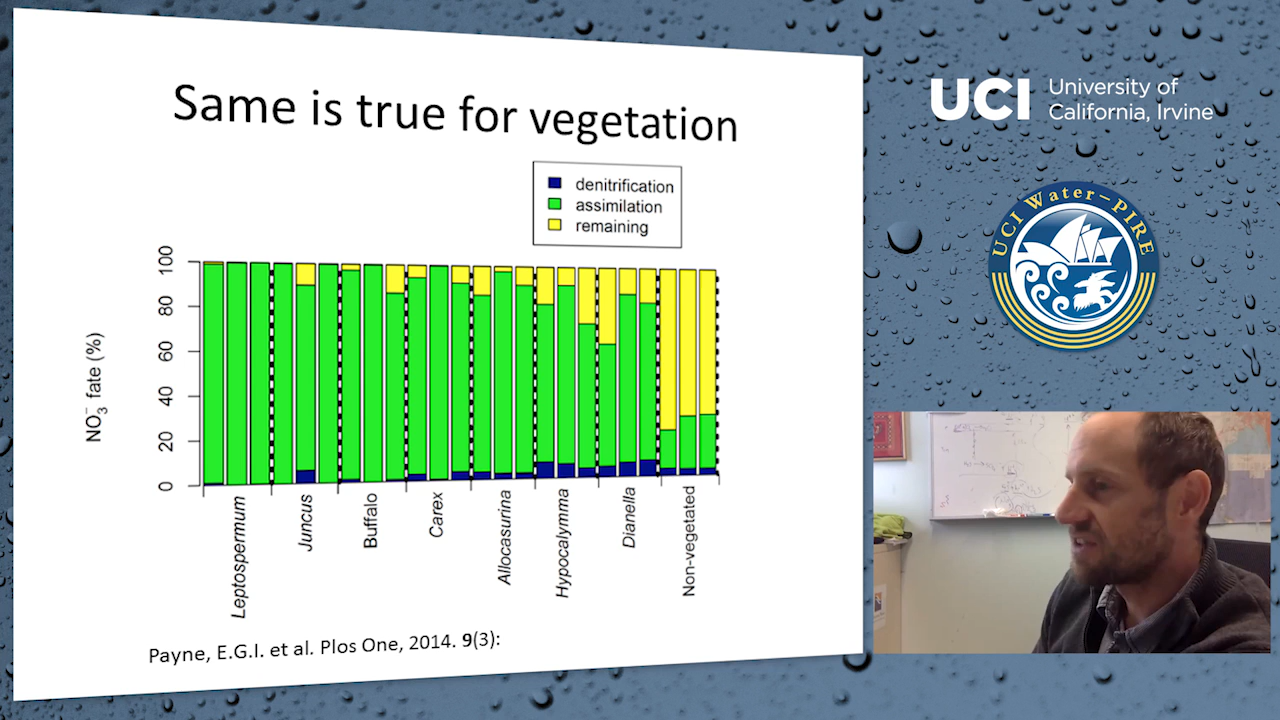 Same is true for vegetation
denitrification
assimilation
remaining
NO₃⁻ fate (%)
100
80
60
40
20
0
Leptospermum
Juncus
Buffalo
Carex
Allocasurina
Hypocalymma
Dianella
Non-vegetated
Payne, E.G.I. et al. Plos One, 2014. 9(3):
UCI
University of
California, Irvine
UCI Water-PIRE